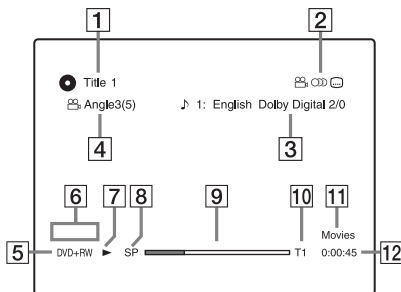 1 2
Title 1
Angle3(5) ♪ 1: English Dolby Digital 2/0
4 3
6 7 8 9 10 11
Movies
5 DVD+RW ► SP T1 0:00:45 12